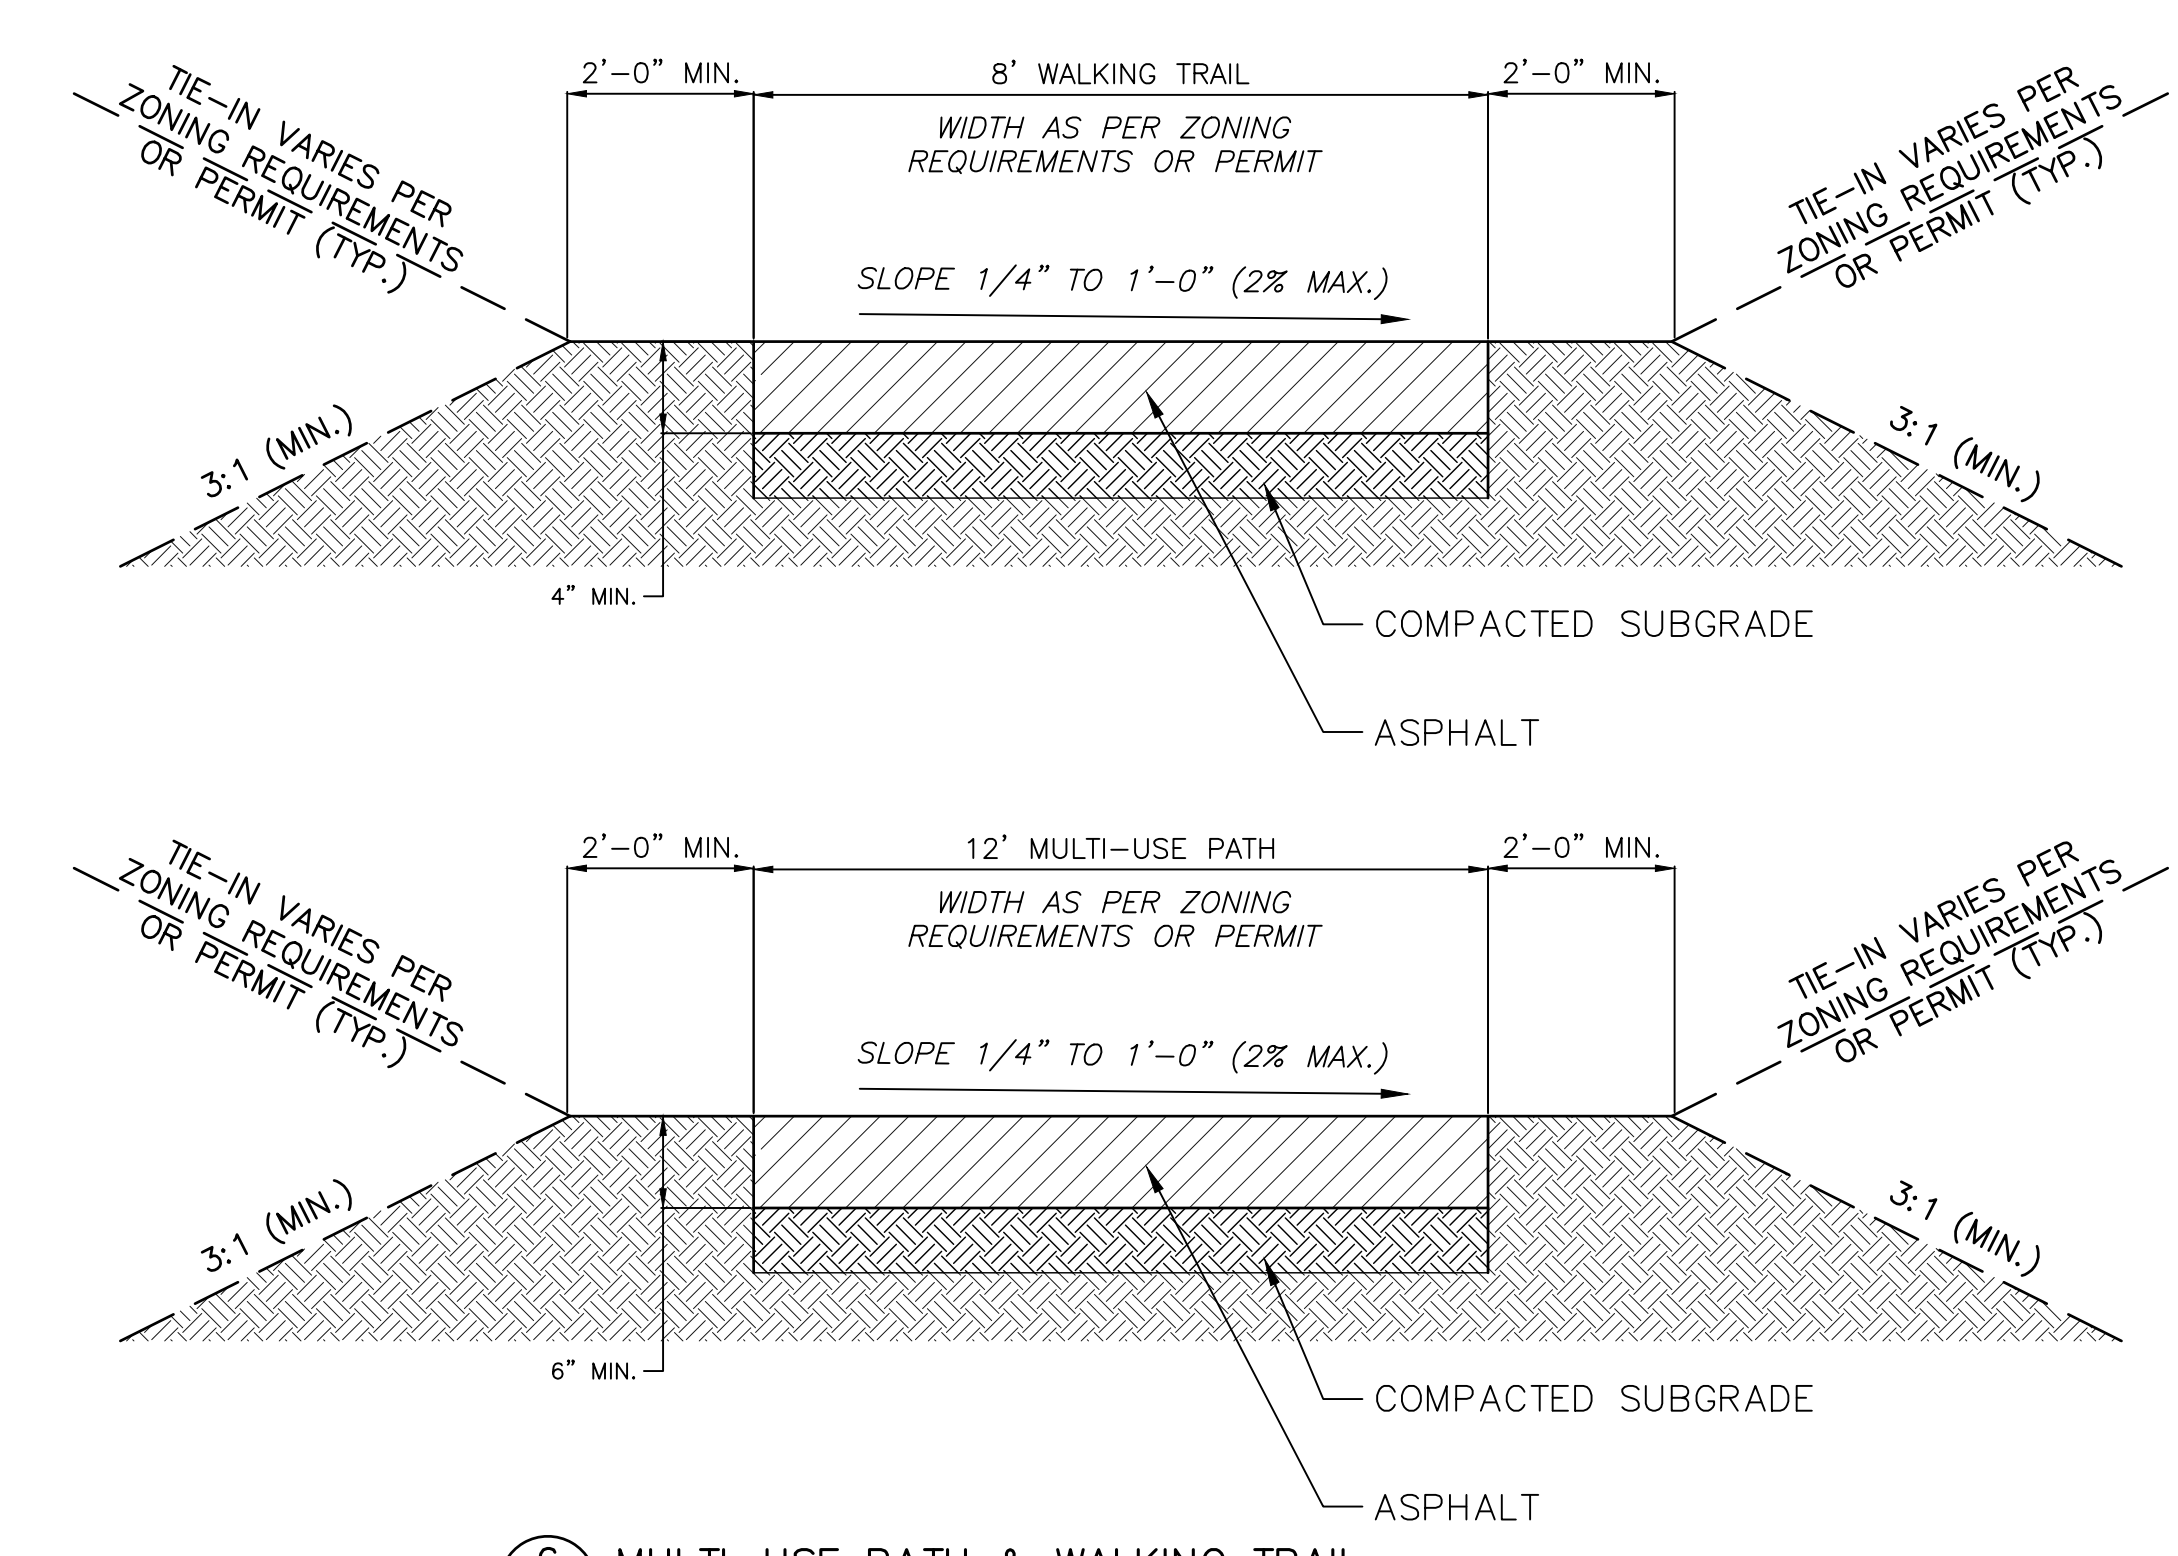 2'-0" MIN.
8' WALKING TRAIL
2'-0" MIN.
TIE-IN VARIES PER
ZONING REQUIREMENTS
OR PERMIT (TYP.)
WIDTH AS PER ZONING
REQUIREMENTS OR PERMIT
TIE-IN VARIES PER
ZONING REQUIREMENTS
OR PERMIT (TYP.)
SLOPE 1/4" TO 1'-0" (2% MAX.)
3:1 (MIN.)
3:1 (MIN.)
4" MIN.
COMPACTED SUBGRADE
ASPHALT
2'-0" MIN.
12' MULTI-USE PATH
2'-0" MIN.
TIE-IN VARIES PER
ZONING REQUIREMENTS
OR PERMIT (TYP.)
WIDTH AS PER ZONING
REQUIREMENTS OR PERMIT
TIE-IN VARIES PER
ZONING REQUIREMENTS
OR PERMIT (TYP.)
SLOPE 1/4" TO 1'-0" (2% MAX.)
3:1 (MIN.)
3:1 (MIN.)
6" MIN.
COMPACTED SUBGRADE
ASPHALT
MULTI-USE PATH & WALKING TRAIL